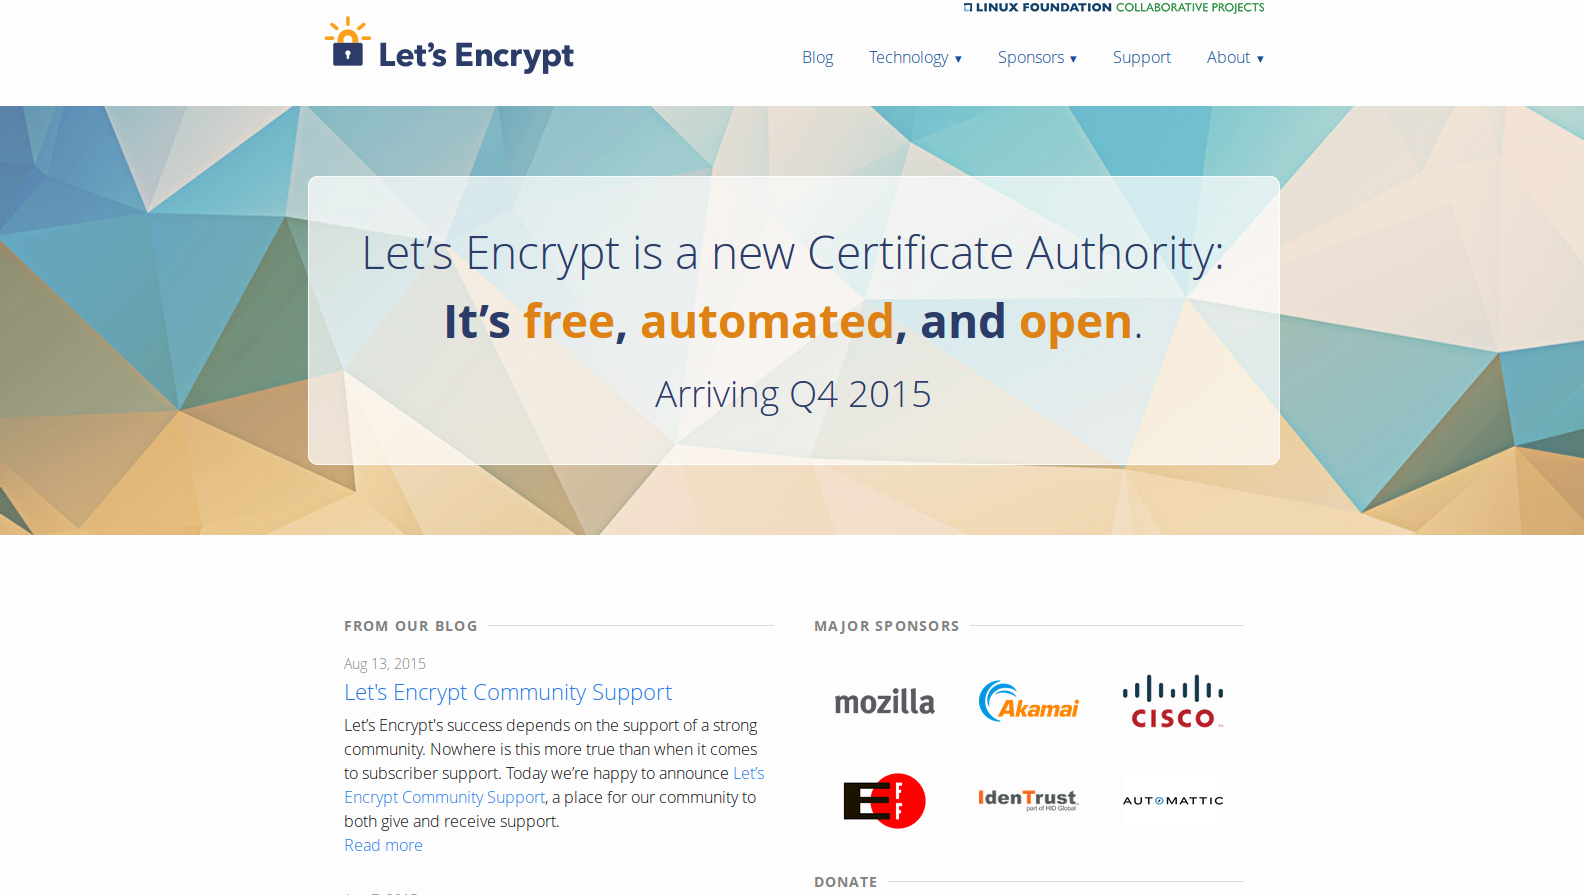 LINUX FOUNDATION COLLABORATIVE PROJECTS
Let's Encrypt
Blog Technology ▼ Sponsors ▼ Support About ▼
Let’s Encrypt is a new Certificate Authority:
It’s free, automated, and open.
Arriving Q4 2015
FROM OUR BLOG
Aug 13, 2015
Let's Encrypt Community Support
Let’s Encrypt's success depends on the support of a strong
community. Nowhere is this more true than when it comes
to subscriber support. Today we’re happy to announce Let’s
Encrypt Community Support, a place for our community to
both give and receive support.
Read more
MAJOR SPONSORS
mozilla
Akamai
CISCO
EFF
IdenTrust
part of HID Global
AUTOMATTIC
DONATE